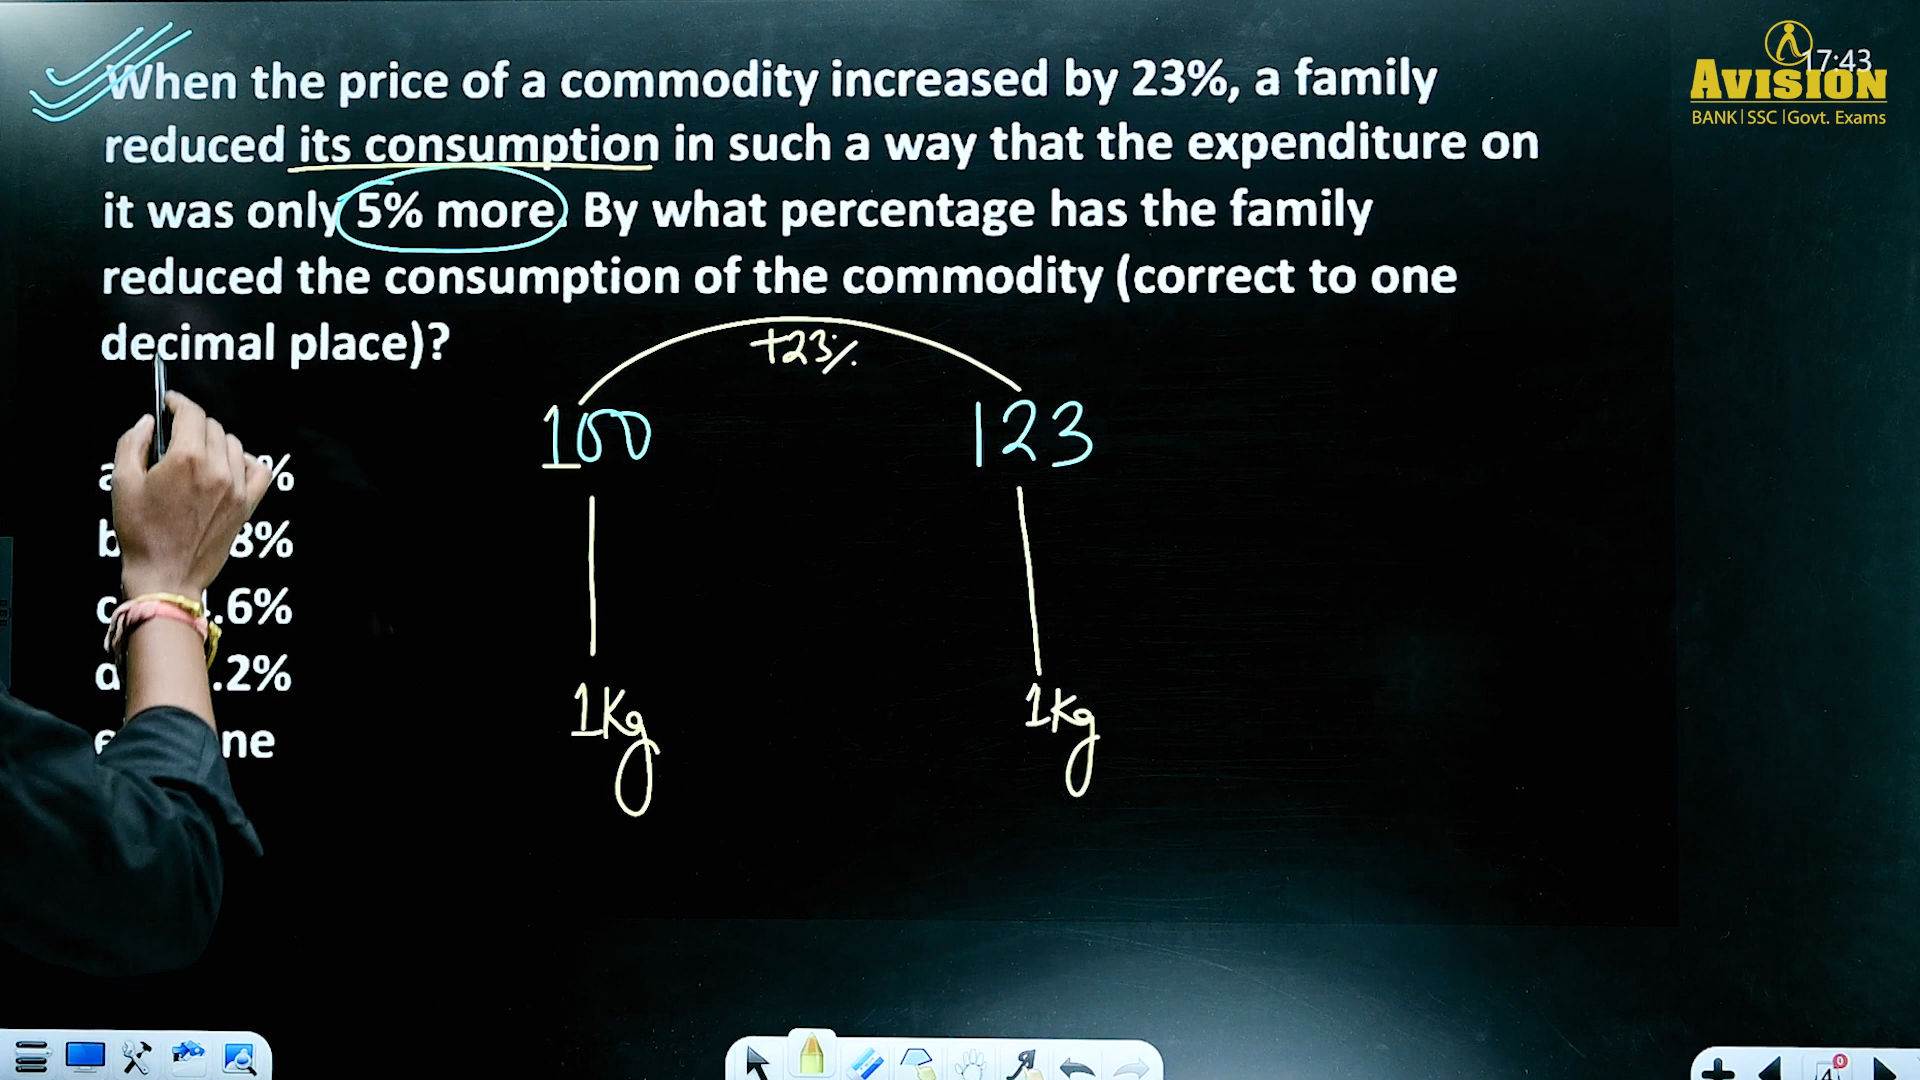 When the price of a commodity increased by 23%, a family
reduced its consumption in such a way that the expenditure on
it was only 5% more. By what percentage has the family
reduced the consumption of the commodity (correct to one
decimal place)?
+23%
100
123
a %
b 8%
c .6%
d .2%
e ne
1Kg
1Kg
17:43
AVISION
BANK|SSC|Govt. Exams